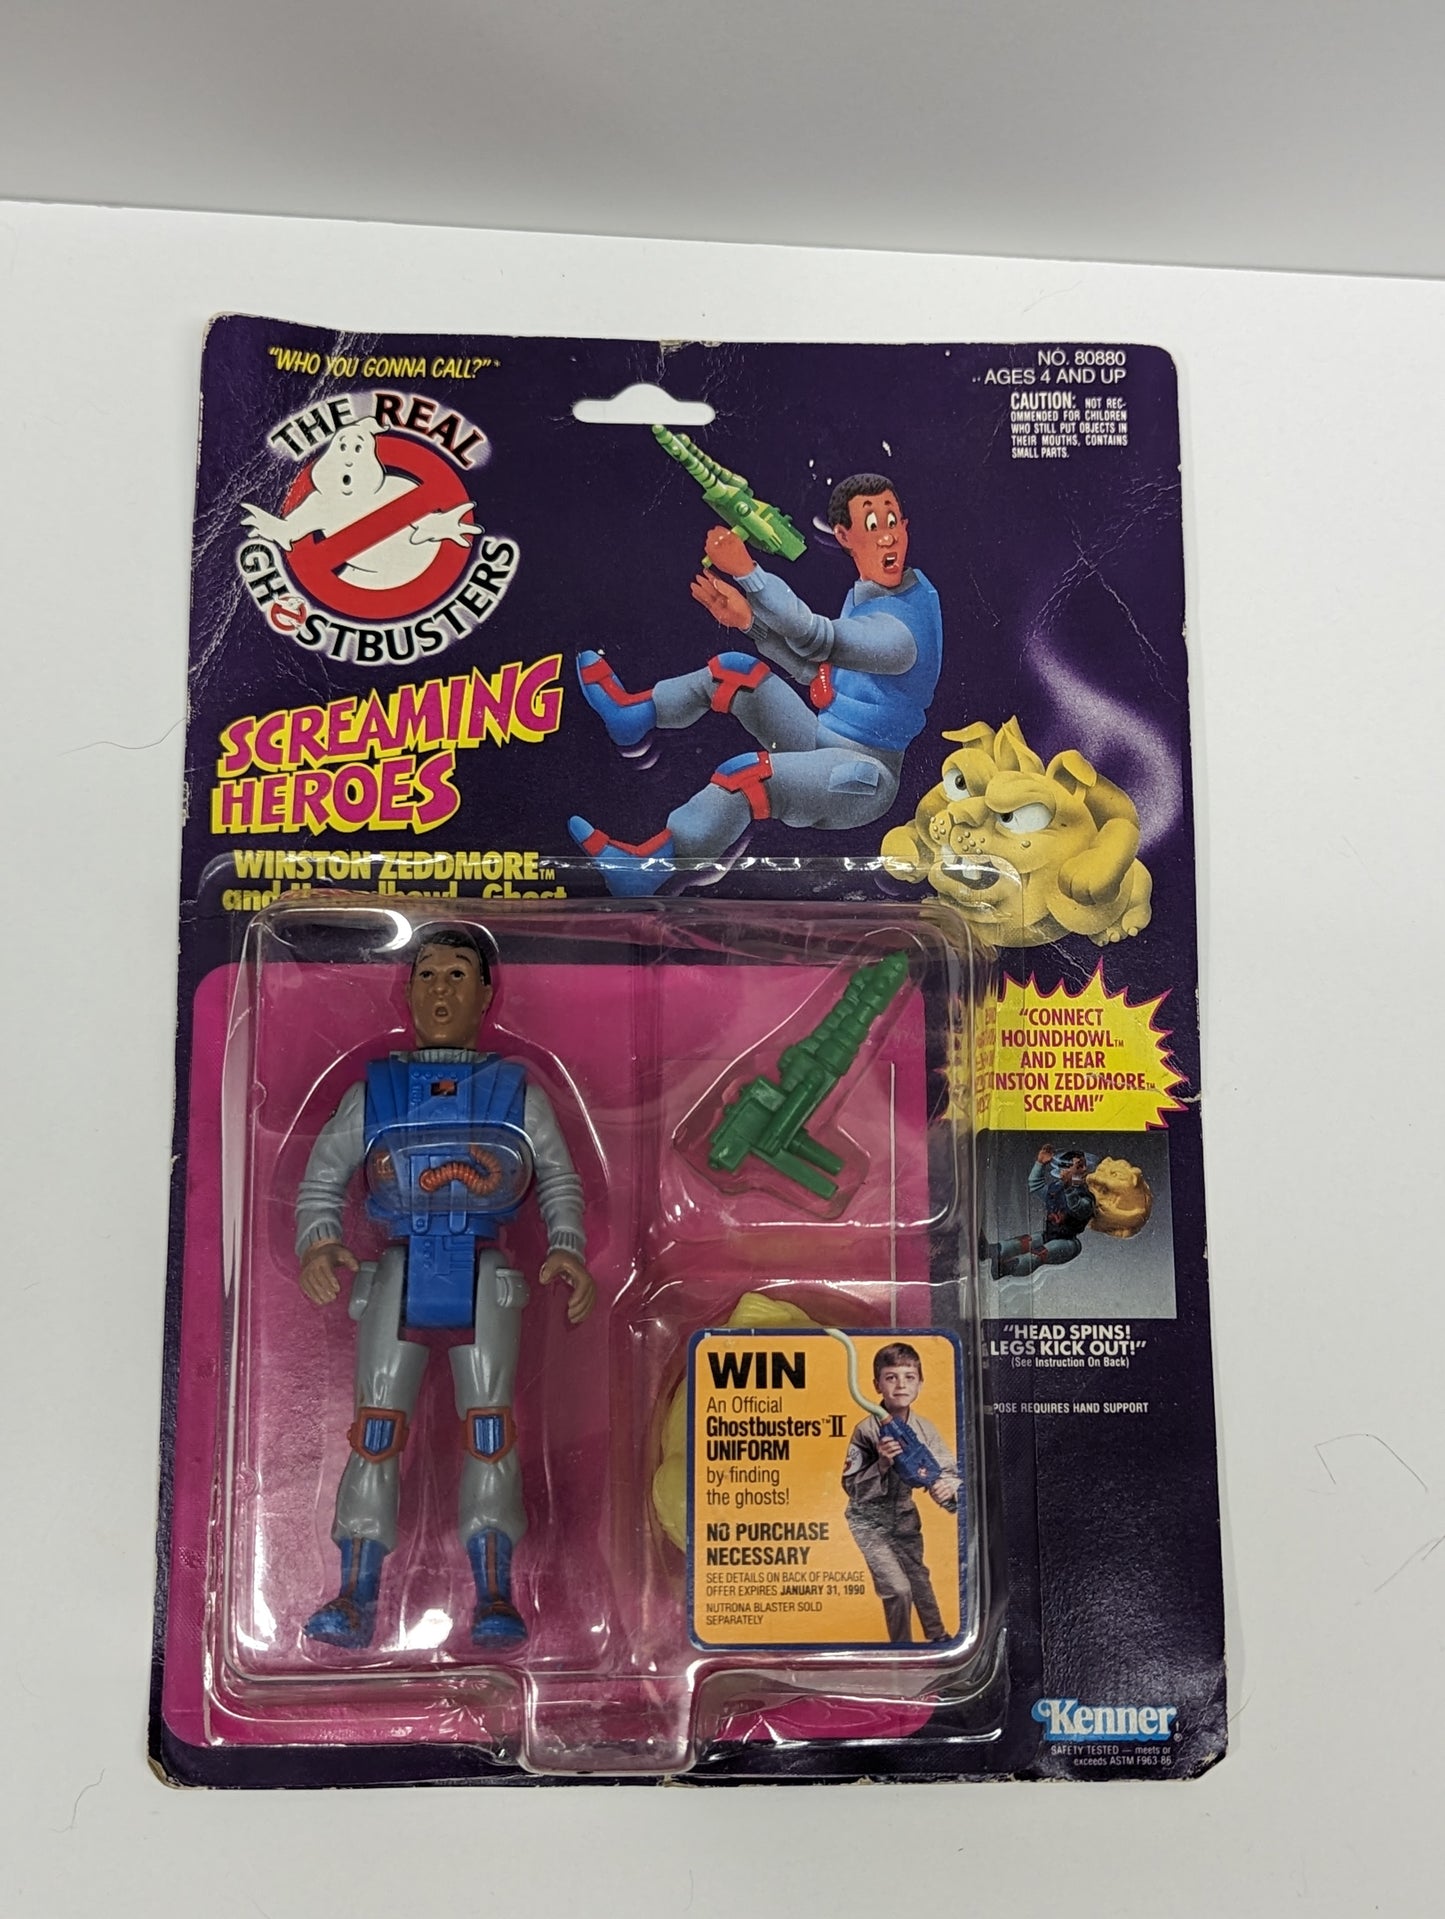 "WHO YOU GONNA CALL?"*
THE REAL
GHOSTBUSTERS
NO. 80880
AGES 4 AND UP
CAUTION: NOT REC-
OMMENDED FOR CHILDREN
WHO STILL PUT OBJECTS IN
THEIR MOUTHS, CONTAINS
SMALL PARTS.
SCREAMING
HEROES
WINSTON ZEDDMORE™
and Ghost
"CONNECT
HOUNDHOWL™
AND HEAR
NSTON ZEDDMORE™
SCREAM!"
"HEAD SPINS!
LEGS KICK OUT!"
(See Instruction On Back)
POSE REQUIRES HAND SUPPORT
WIN
An Official
Ghostbusters™II
UNIFORM
by finding
the ghosts!
NO PURCHASE
NECESSARY
SEE DETAILS ON BACK OF PACKAGE
OFFER EXPIRES JANUARY 31, 1990
NUTRONA BLASTER SOLD
SEPARATELY
Kenner®
SAFETY TESTED — meets or
exceeds ASTM F963-86